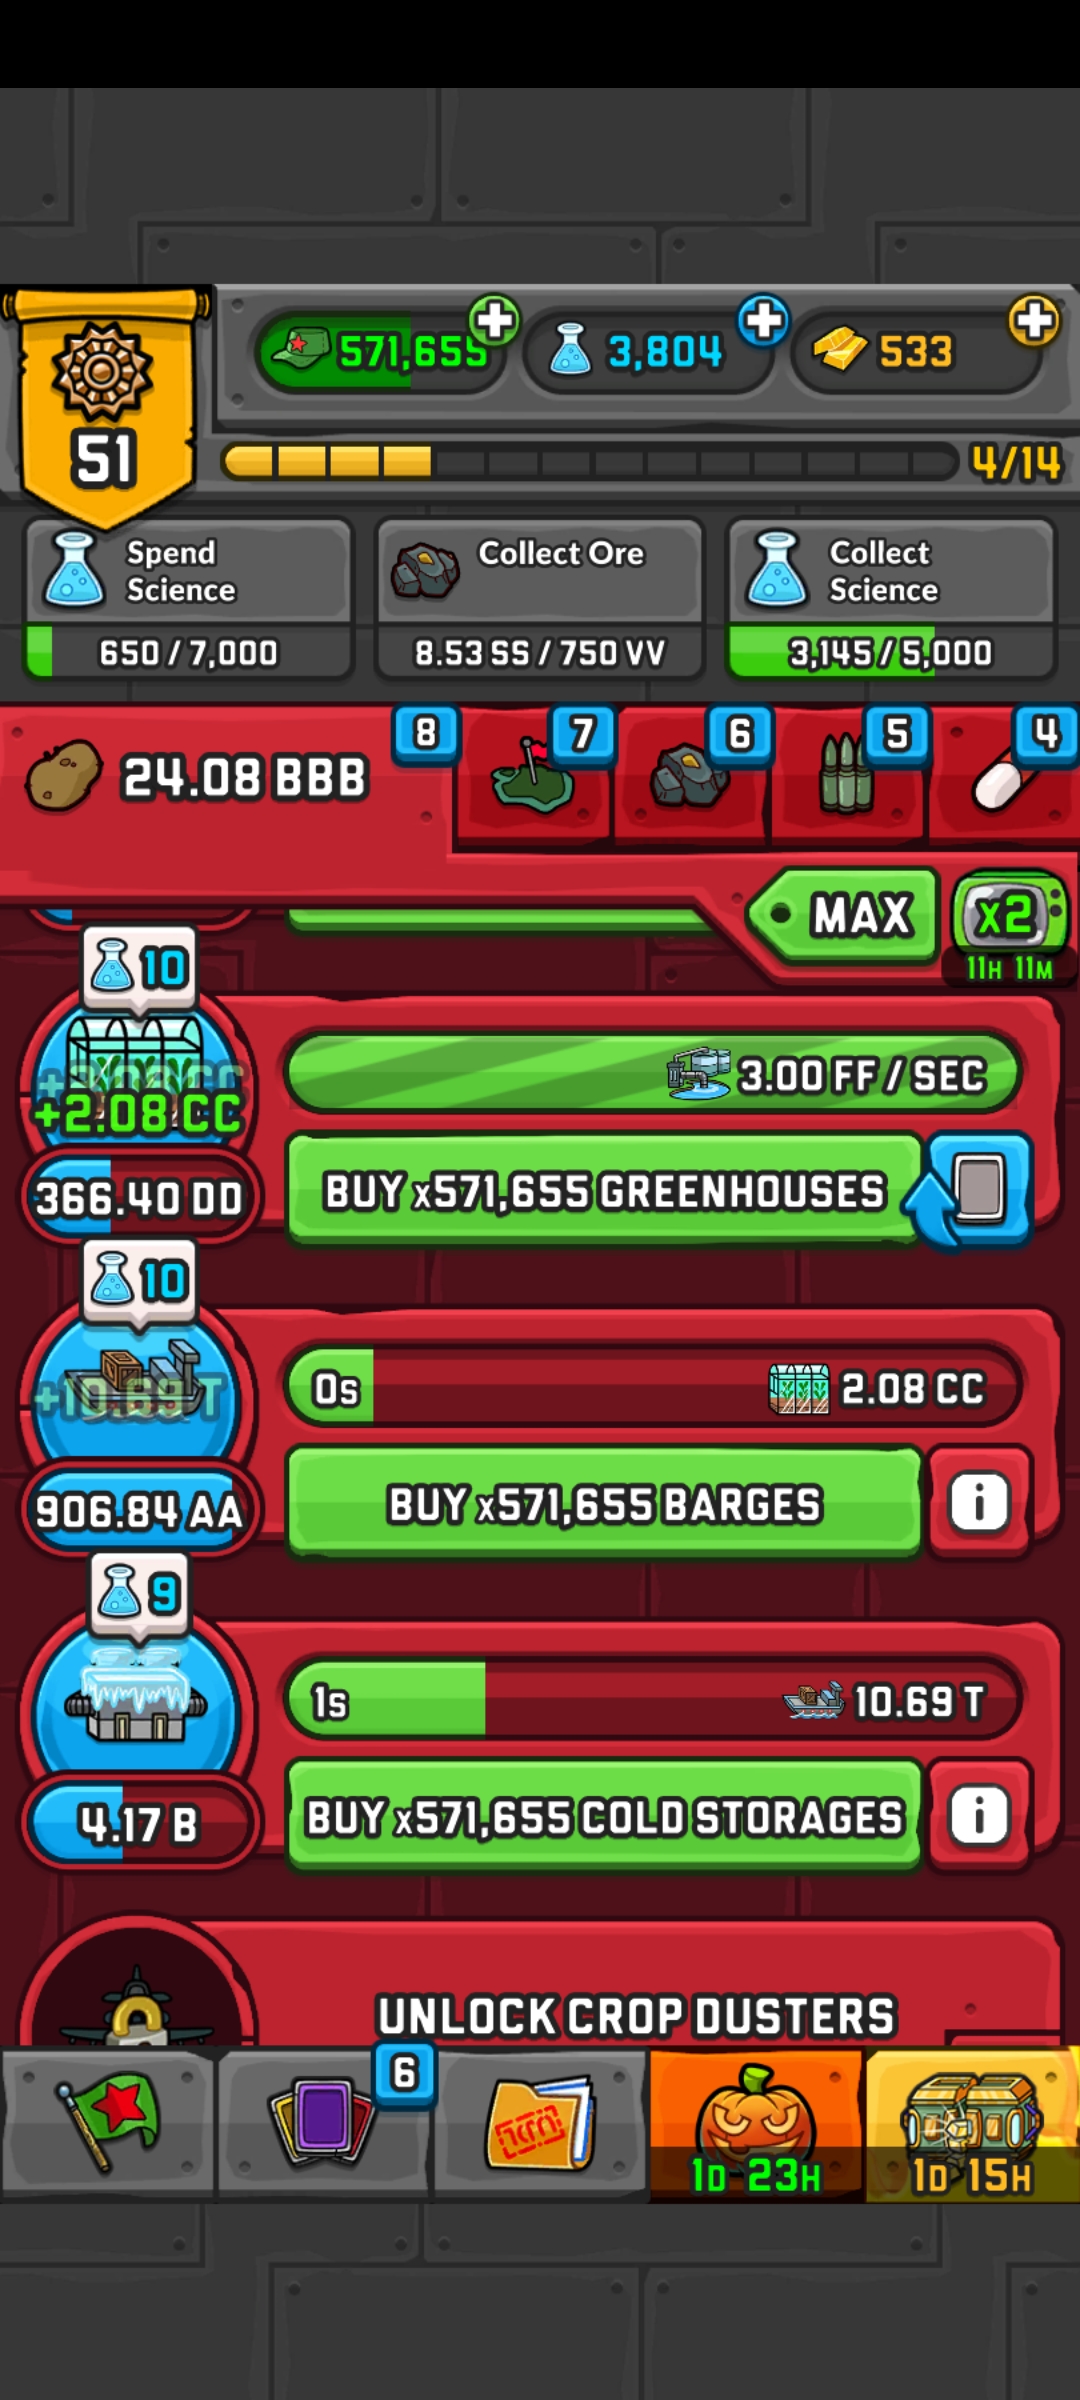 571,655
3,804
533
51
4/14
Spend
Science
650 / 7,000
Collect Ore
8.53 SS / 750 VV
Collect
Science
3,145 / 5,000
24.08 BBB
8
7
6
5
4
MAX
x2
11H 11M
10
+2.08 CC
3.00 FF / SEC
366.40 DD
BUY x571,655 GREENHOUSES
10
+10.69 T
0s
2.08 CC
906.84 AA
BUY x571,655 BARGES
9
1s
10.69 T
4.17 B
BUY x571,655 COLD STORAGES
UNLOCK CROP DUSTERS
6
1D 23H
1D 15H